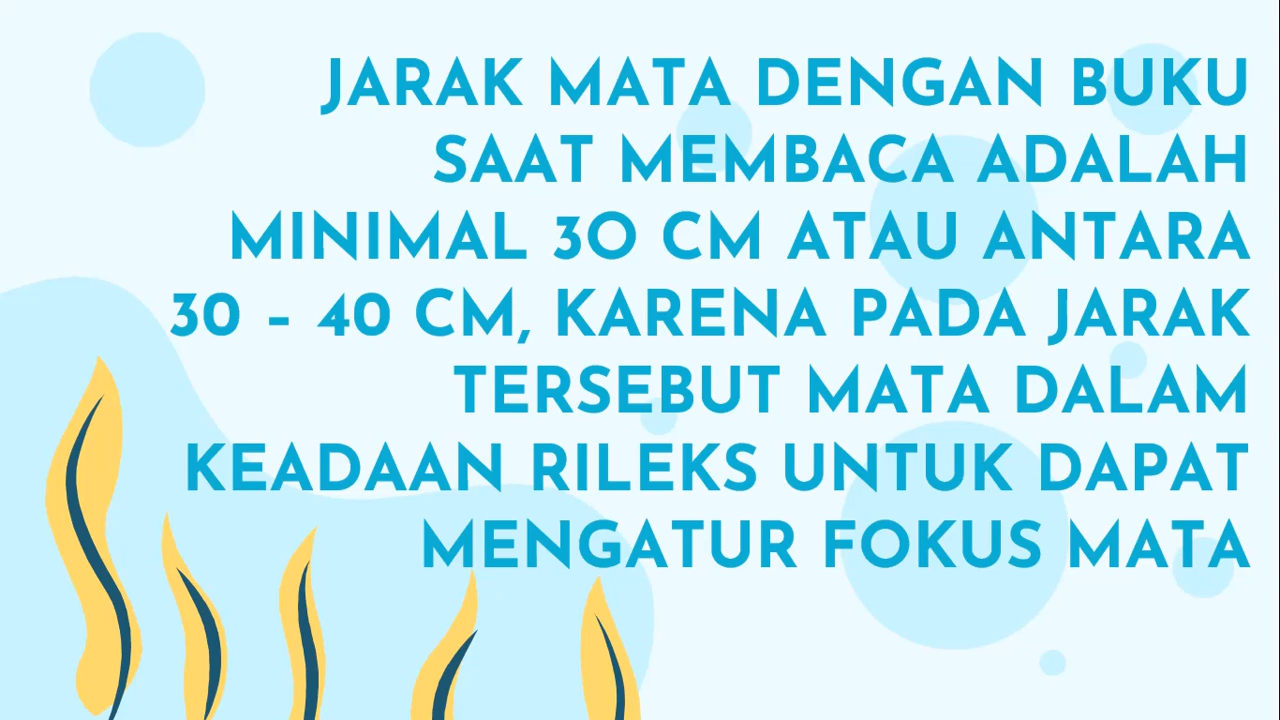 JARAK MATA DENGAN BUKU
SAAT MEMBACA ADALAH
MINIMAL 30 CM ATAU ANTARA
30 - 40 CM, KARENA PADA JARAK
TERSEBUT MATA DALAM
KEADAAN RILEKS UNTUK DAPAT
MENGATUR FOKUS MATA